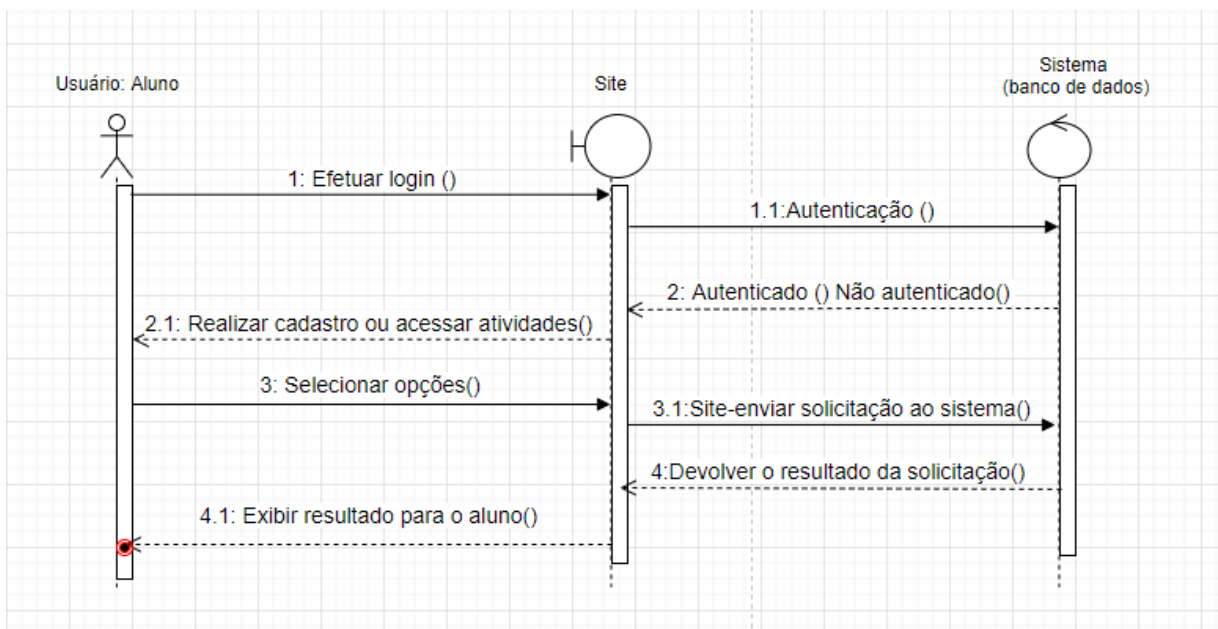 Sistema
Usuário: Aluno
Site
(banco de dados)
1: Efetuar login ()
1.1:Autenticação ()
2: Autenticado () Não autenticado()
2.1: Realizar cadastro ou acessar atividades()
3: Selecionar opções()
3.1:Site-enviar solicitação ao sistema()
4:Devolver o resultado da solicitação()
4.1: Exibir resultado para o aluno()